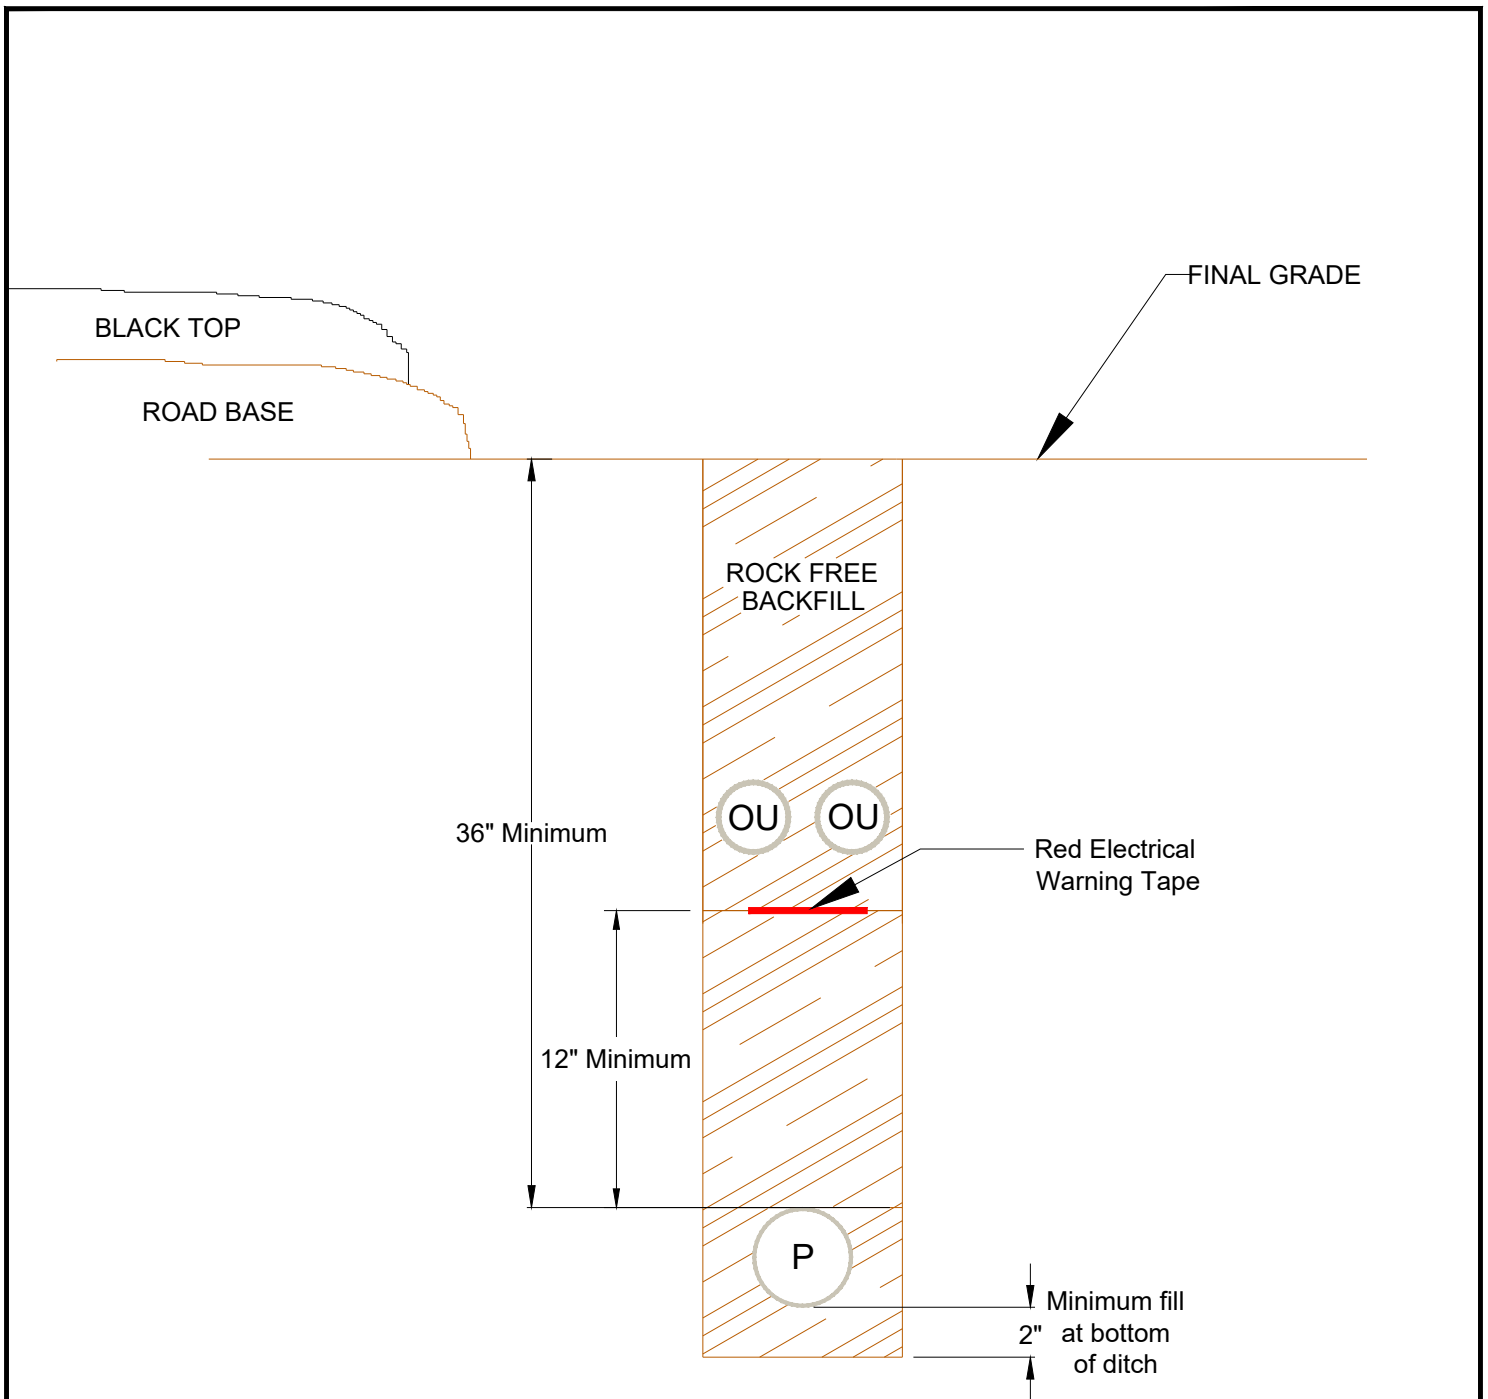 FINAL GRADE
BLACK TOP
ROAD BASE
ROCK FREE
BACKFILL
OU
OU
36" Minimum
Red Electrical
Warning Tape
12" Minimum
P
Minimum fill
2" at bottom
of ditch